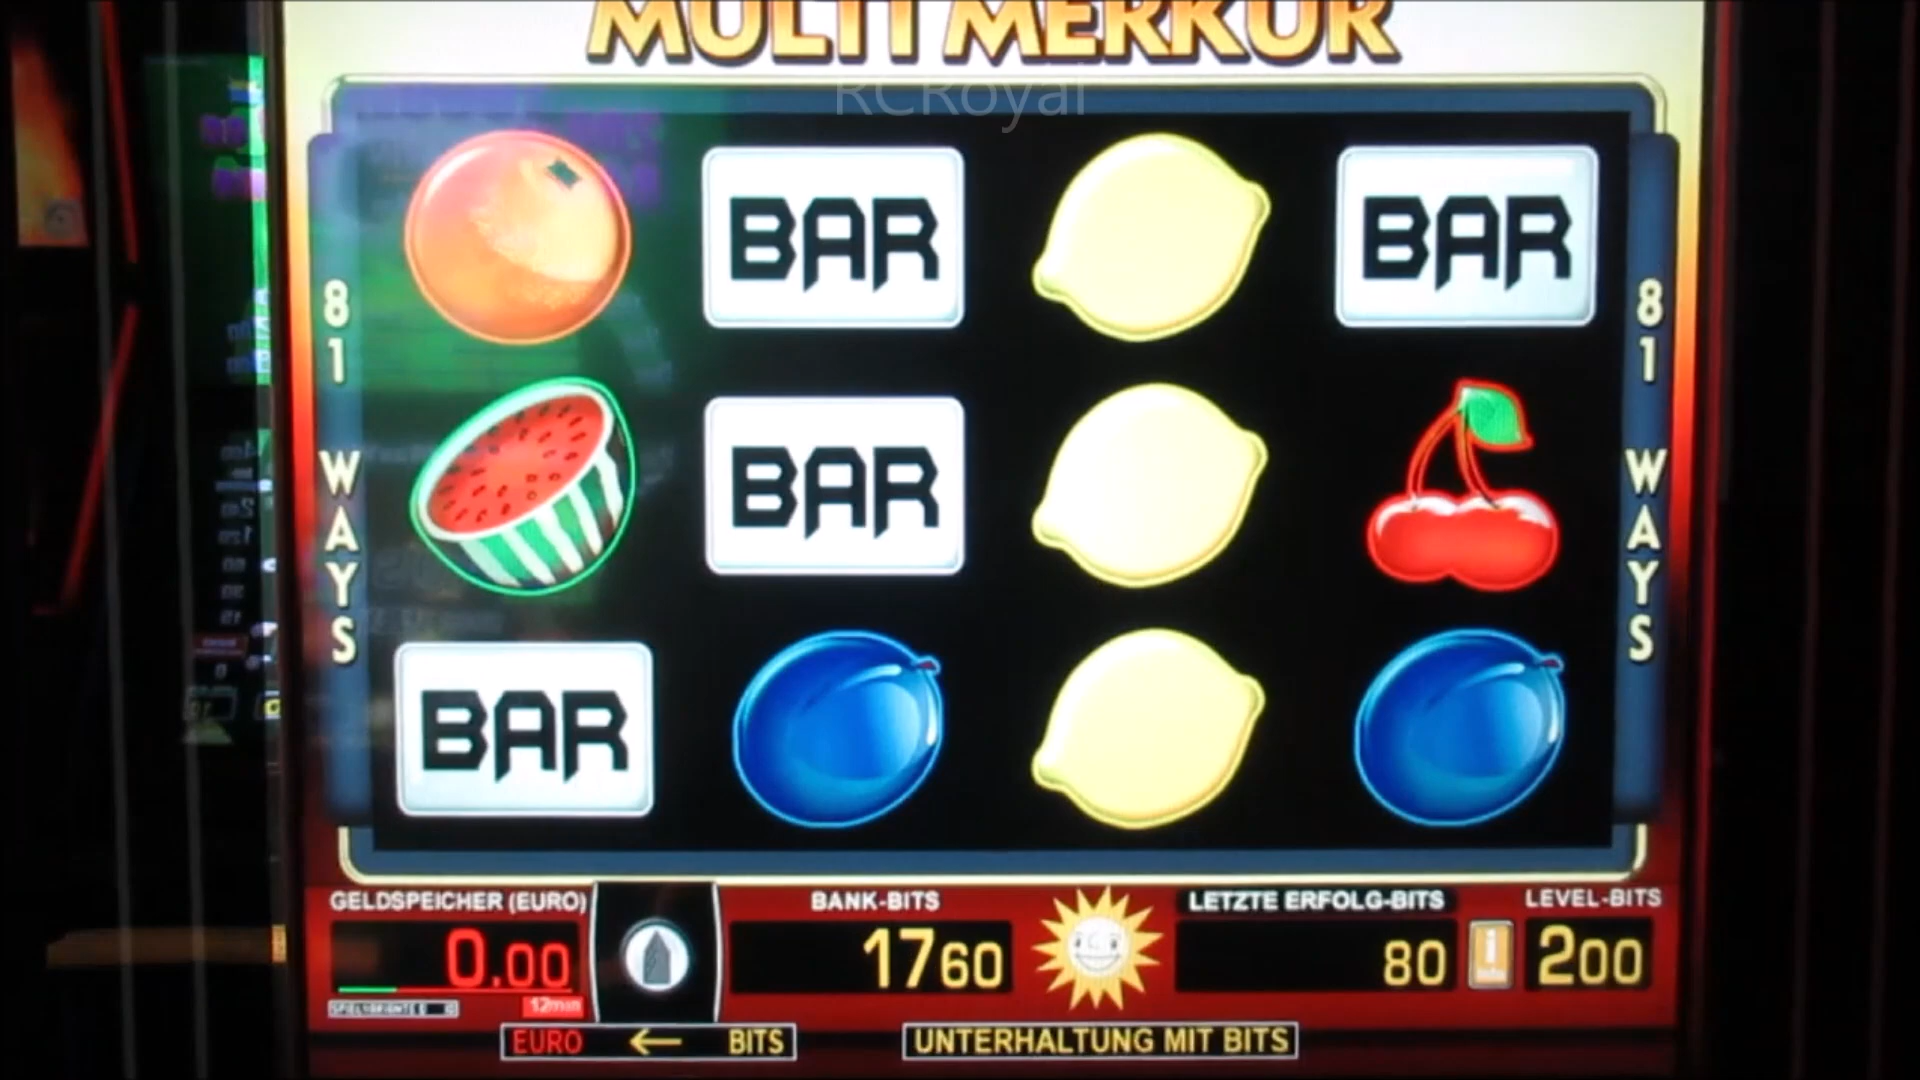 MULTI MERKUR
RCRoyal
BAR
BAR
81 WAYS
81 WAYS
BAR
BAR
GELDSPEICHER (EURO)
BANK-BITS
LETZTE ERFOLG-BITS
LEVEL-BITS
0.00
1760
80
200
12min
EURO ← BITS
UNTERHALTUNG MIT BITS